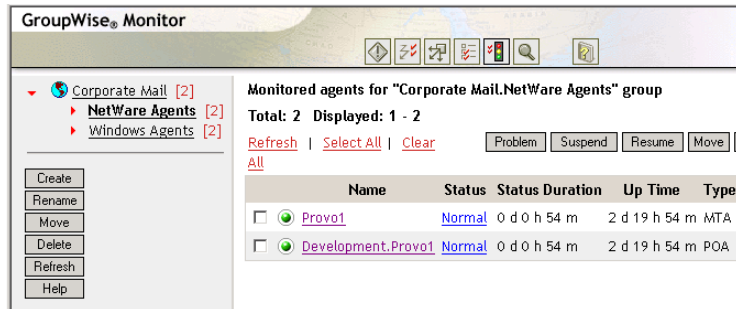 GroupWise® Monitor
Corporate Mail [2]
NetWare Agents [2]
Windows Agents [2]
Create
Rename
Move
Delete
Refresh
Help
Monitored agents for "Corporate Mail.NetWare Agents" group
Total: 2 Displayed: 1 - 2
Refresh | Select All | Clear
All
Problem Suspend Resume Move
Name Status Status Duration Up Time Type
Provo1 Normal 0 d 0 h 54 m 2 d 19 h 54 m MTA
Development.Provo1 Normal 0 d 0 h 54 m 2 d 19 h 54 m POA